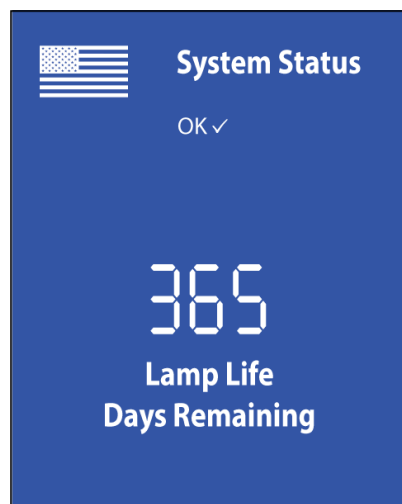 System Status
OK ✓
365
Lamp Life
Days Remaining